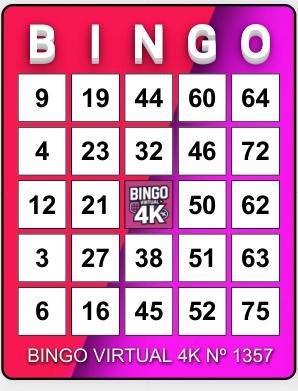 B I N G O
9 19 44 60 64
4 23 32 46 72
12 21 BINGO VIRTUAL 4K 50 62
3 27 38 51 63
6 16 45 52 75
BINGO VIRTUAL 4K Nº 1357